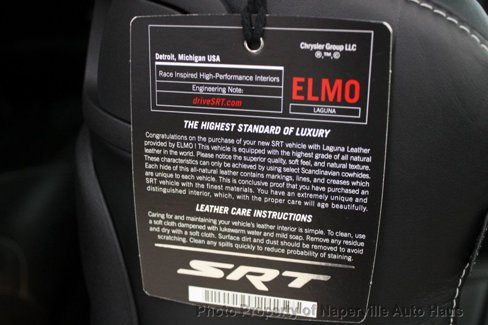 Chrysler Group LLC
®,™,©
Detroit, Michigan USA
Race Inspired High-Performance Interiors
Engineering Note:
driveSRT.com
ELMO
LAGUNA
THE HIGHEST STANDARD OF LUXURY
Congratulations on the purchase of your new SRT vehicle with Laguna Leather
provided by ELMO ! This vehicle is equipped with the highest grade of all natural
leather in the world. Please notice the superior quality, soft feel, and natural texture.
These characteristics can only be achieved by using select Scandinavian cowhides.
Each hide of this all-natural leather contains markings, lines, and creases which
are unique to each vehicle. This is conclusive proof that you have purchased an
SRT vehicle with the finest materials. You have an extremely unique and
distinguished interior, which, with the proper care will age beautifully.
LEATHER CARE INSTRUCTIONS
Caring for and maintaining your vehicle's leather interior is simple. To clean, use
a soft cloth dampened with lukewarm water and mild soap. Remove any residue
and dry with a soft cloth. Surface dirt and dust should be removed to avoid
scratching. Clean any spills quickly to reduce probability of staining.
SRT
Photo Property of Naperville Auto Haus